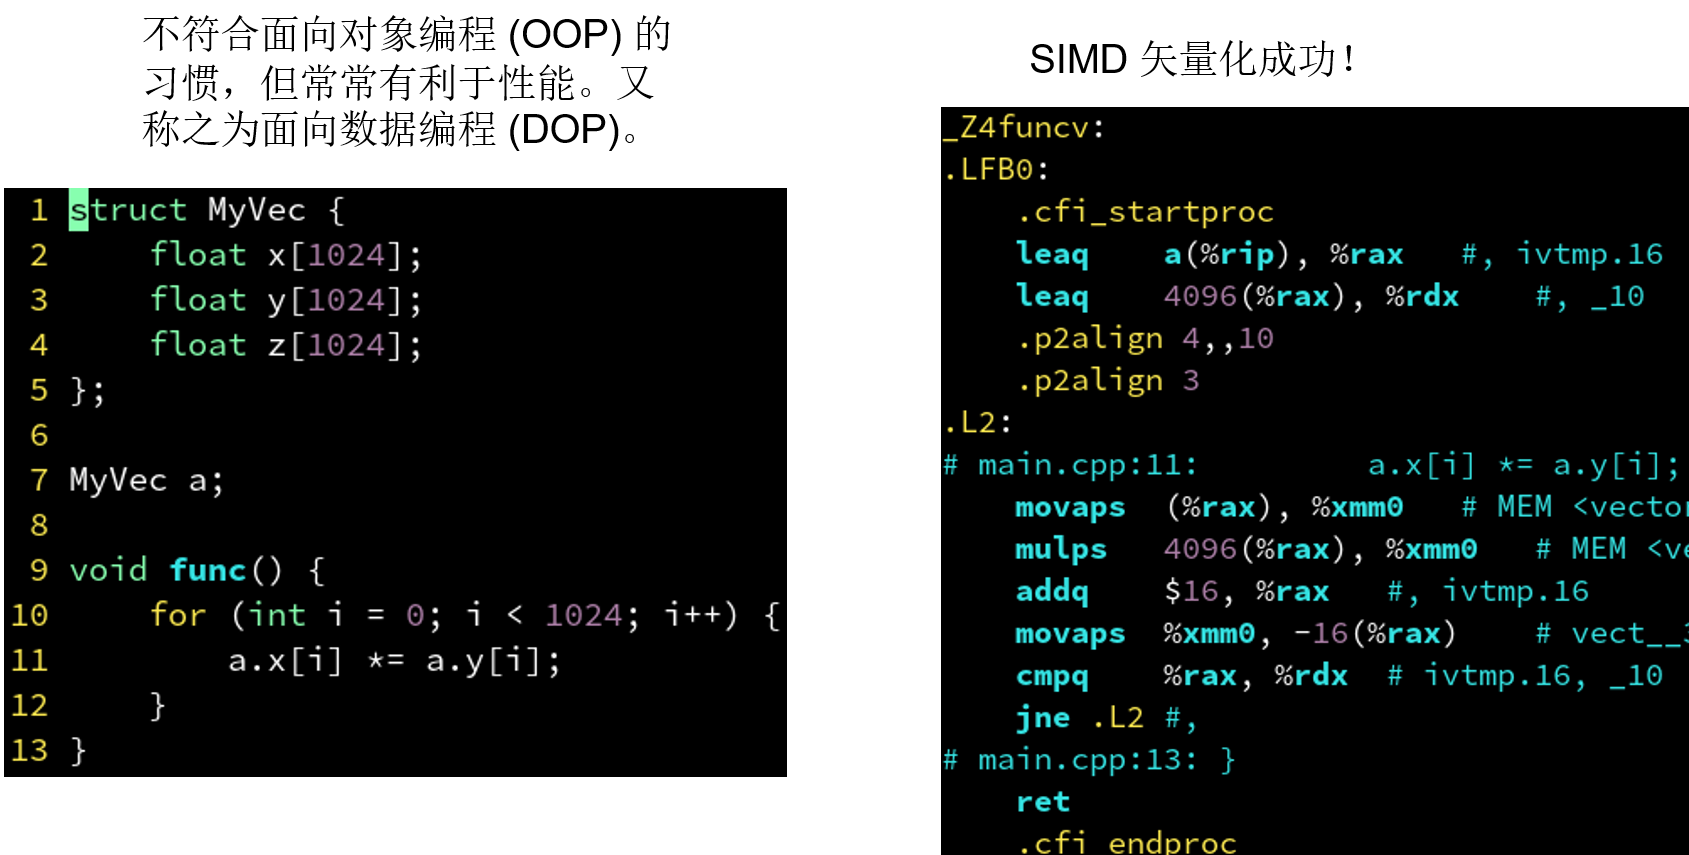 不符合面向对象编程 (OOP) 的
习惯，但常常有利于性能。又
称之为面向数据编程 (DOP)。
1 struct MyVec {
2     float x[1024];
3     float y[1024];
4     float z[1024];
5 };
6
7 MyVec a;
8
9 void func() {
10     for (int i = 0; i < 1024; i++) {
11         a.x[i] *= a.y[i];
12     }
13 }
SIMD 矢量化成功！
_Z4funcv:
.LFB0:
    .cfi_startproc
    leaq    a(%rip), %rax   #, ivtmp.16
    leaq    4096(%rax), %rdx    #, _10
    .p2align 4,,10
    .p2align 3
.L2:
# main.cpp:11:         a.x[i] *= a.y[i];
    movaps  (%rax), %xmm0   # MEM <vector
    mulps   4096(%rax), %xmm0   # MEM <ve
    addq    $16, %rax   #, ivtmp.16
    movaps  %xmm0, -16(%rax)    # vect__3
    cmpq    %rax, %rdx  # ivtmp.16, _10
    jne .L2 #,
# main.cpp:13: }
    ret
    .cfi_endproc